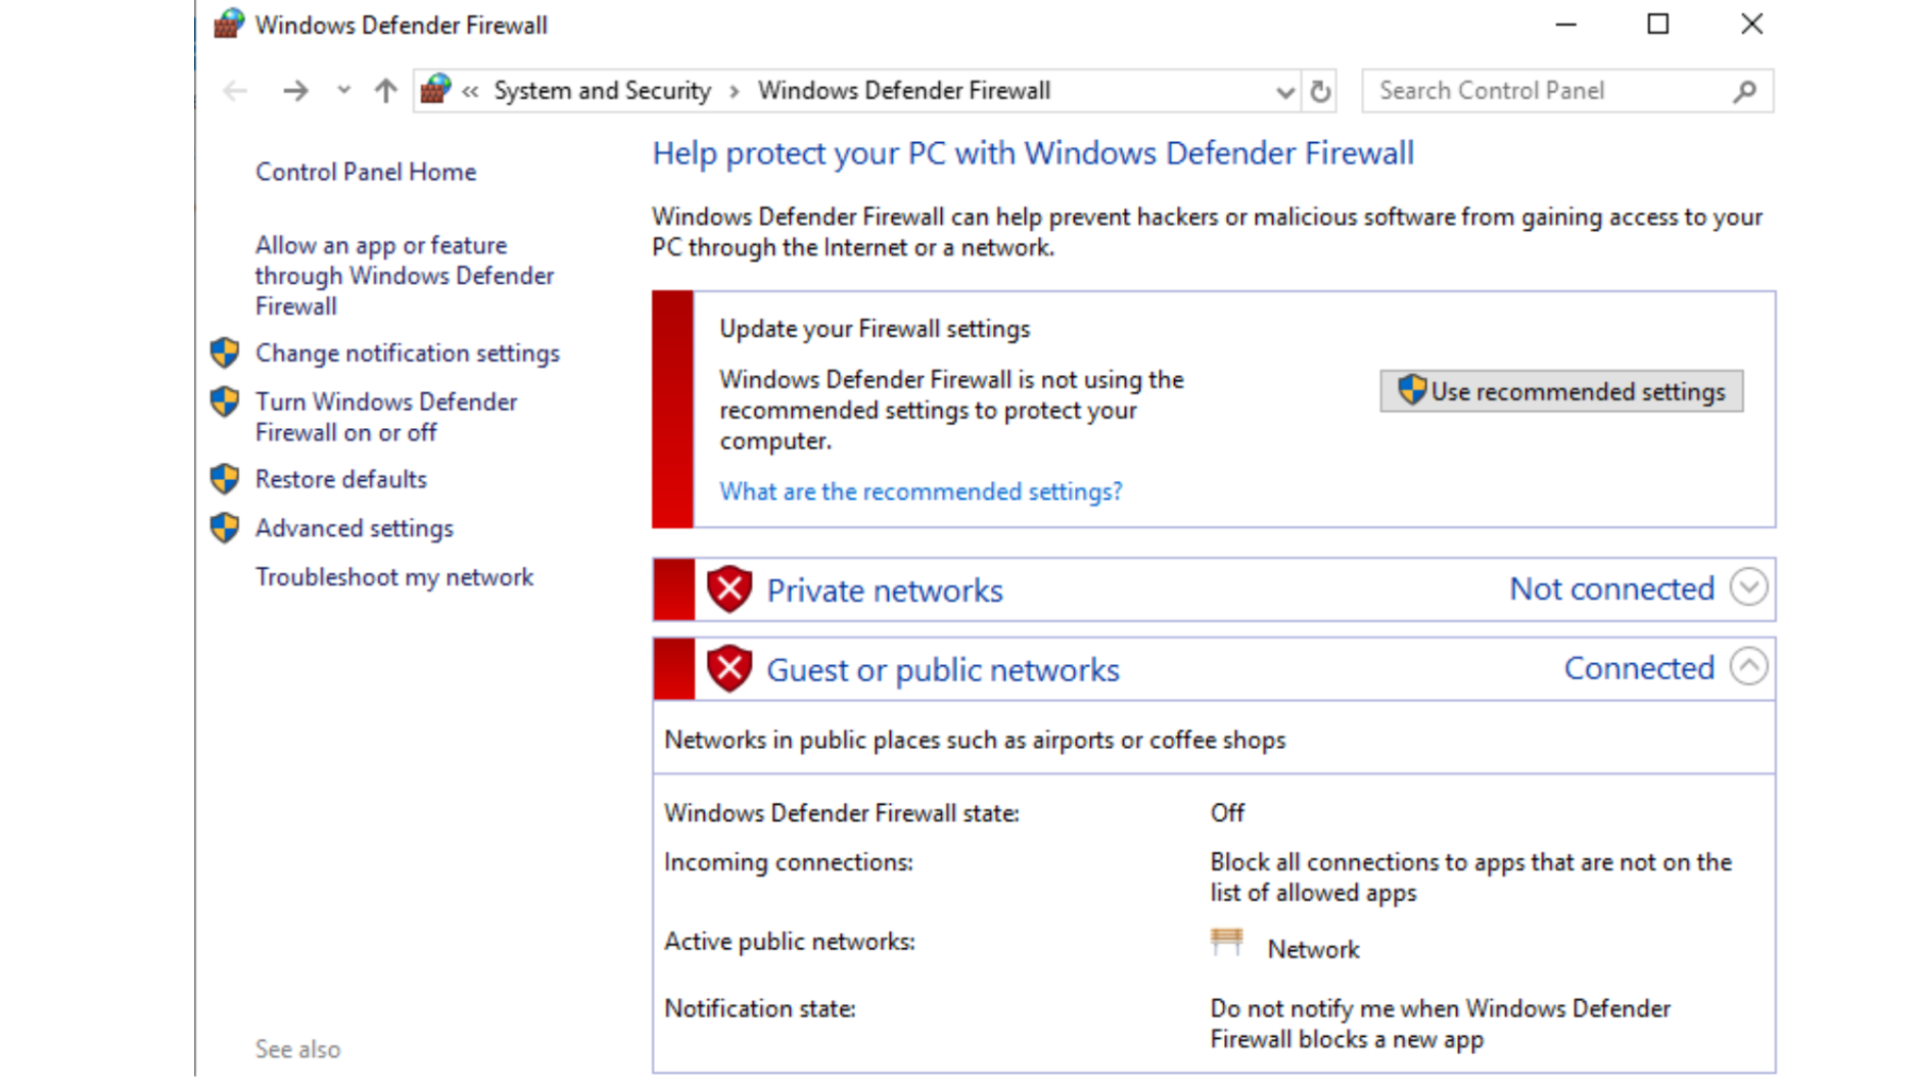 Windows Defender Firewall
« System and Security › Windows Defender Firewall
Search Control Panel
Control Panel Home
Allow an app or feature
through Windows Defender
Firewall
Change notification settings
Turn Windows Defender
Firewall on or off
Restore defaults
Advanced settings
Troubleshoot my network
See also
Help protect your PC with Windows Defender Firewall
Windows Defender Firewall can help prevent hackers or malicious software from gaining access to your
PC through the Internet or a network.
Update your Firewall settings
Windows Defender Firewall is not using the
recommended settings to protect your
computer.
Use recommended settings
What are the recommended settings?
Private networks Not connected
Guest or public networks Connected
Networks in public places such as airports or coffee shops
Windows Defender Firewall state: Off
Incoming connections: Block all connections to apps that are not on the
list of allowed apps
Active public networks: Network
Notification state: Do not notify me when Windows Defender
Firewall blocks a new app